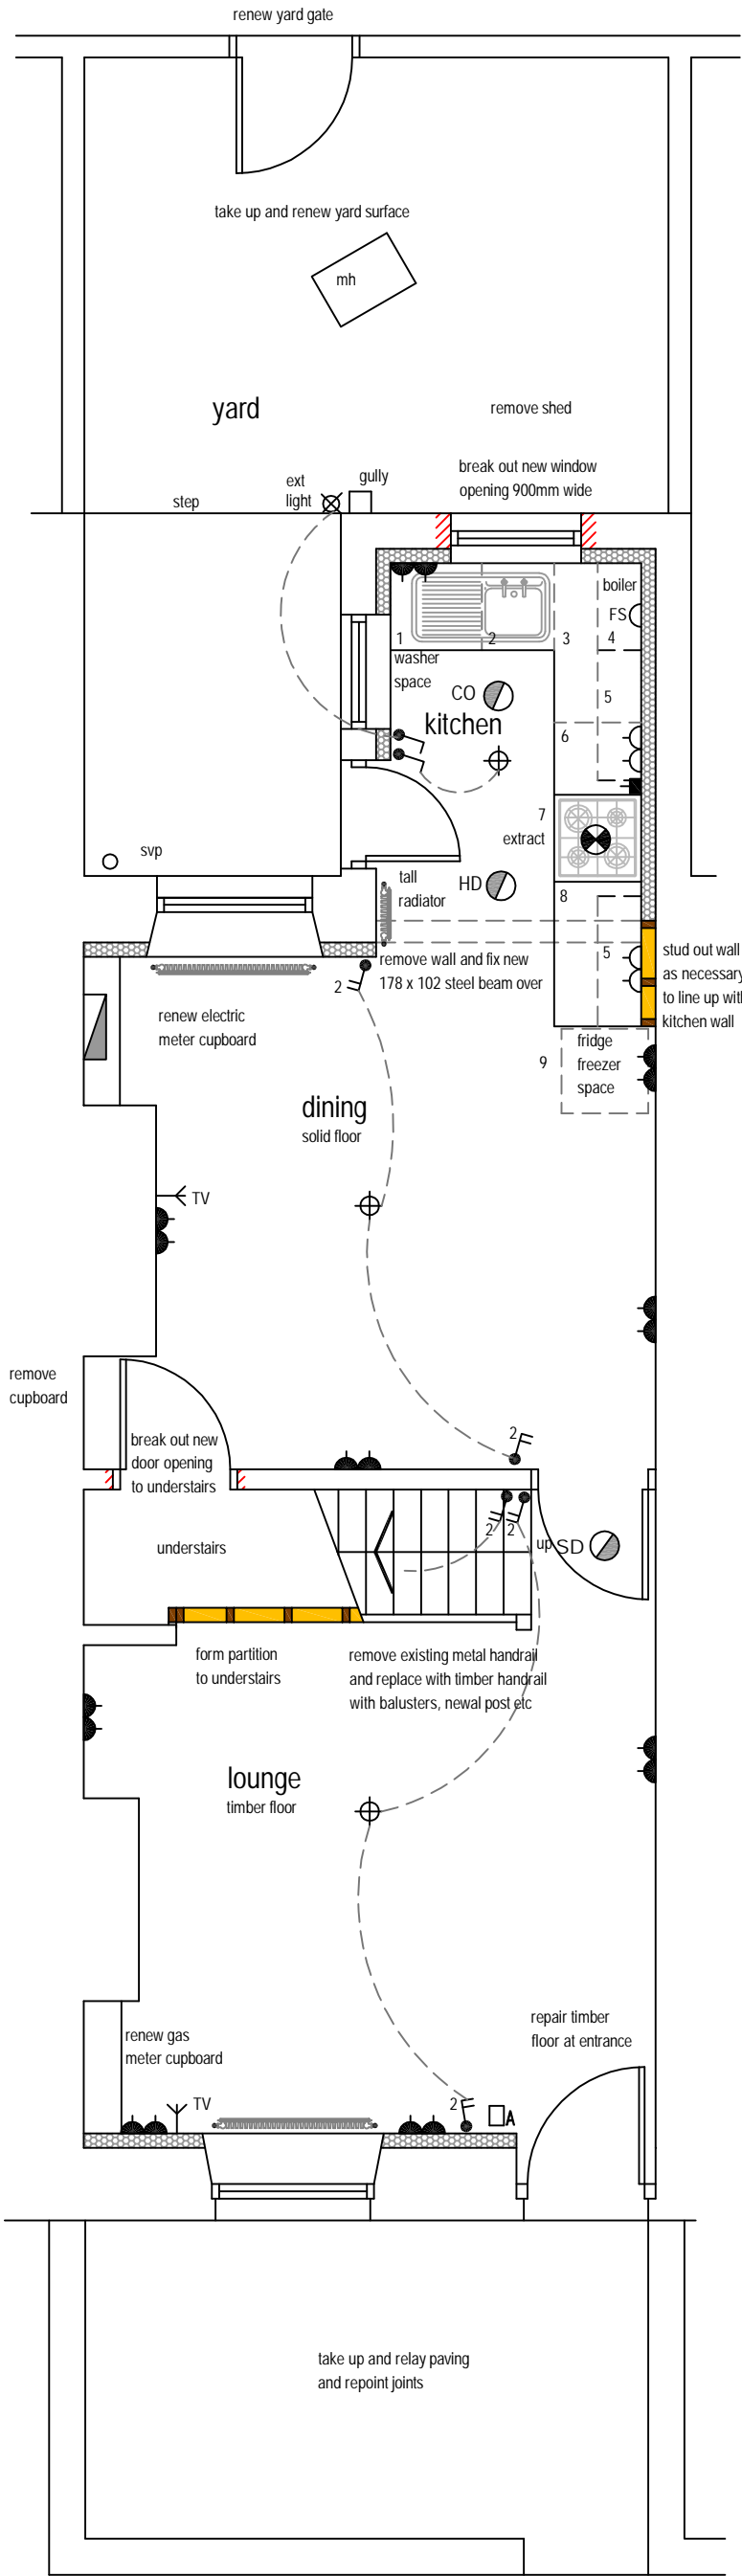 renew yard gate
take up and renew yard surface
mh
yard
remove shed
break out new window
opening 900mm wide
ext
light
gully
step
boiler
FS
1
2
3
4
washer
space
5
CO
kitchen
6
7
extract
svp
tall
radiator
HD
8
remove wall and fix new
178 x 102 steel beam over
5
stud out wall
as necessary
to line up with
kitchen wall
2
renew electric
meter cupboard
fridge
freezer
space
9
dining
solid floor
TV
remove
cupboard
break out new
door opening
to understairs
2
understairs
2
2
up
SD
form partition
to understairs
remove existing metal handrail
and replace with timber handrail
with balusters, newal post etc
lounge
timber floor
repair timber
floor at entrance
renew gas
meter cupboard
TV
2
A
take up and relay paving
and repoint joints